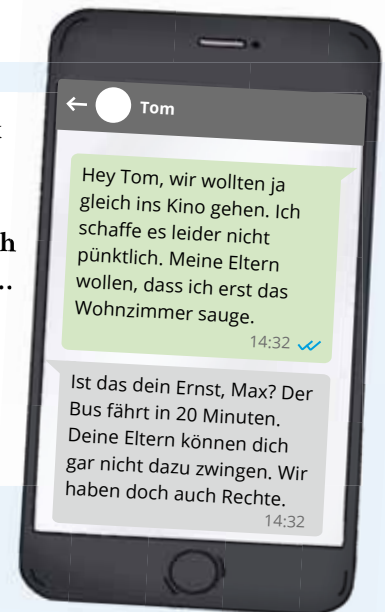 h
..
Tom
Hey Tom, wir wollten ja
gleich ins Kino gehen. Ich
schaffe es leider nicht
pünktlich. Meine Eltern
wollen, dass ich erst das
Wohnzimmer sauge.
14:32
Ist das dein Ernst, Max? Der
Bus fährt in 20 Minuten.
Deine Eltern können dich
gar nicht dazu zwingen. Wir
haben doch auch Rechte.
14:32